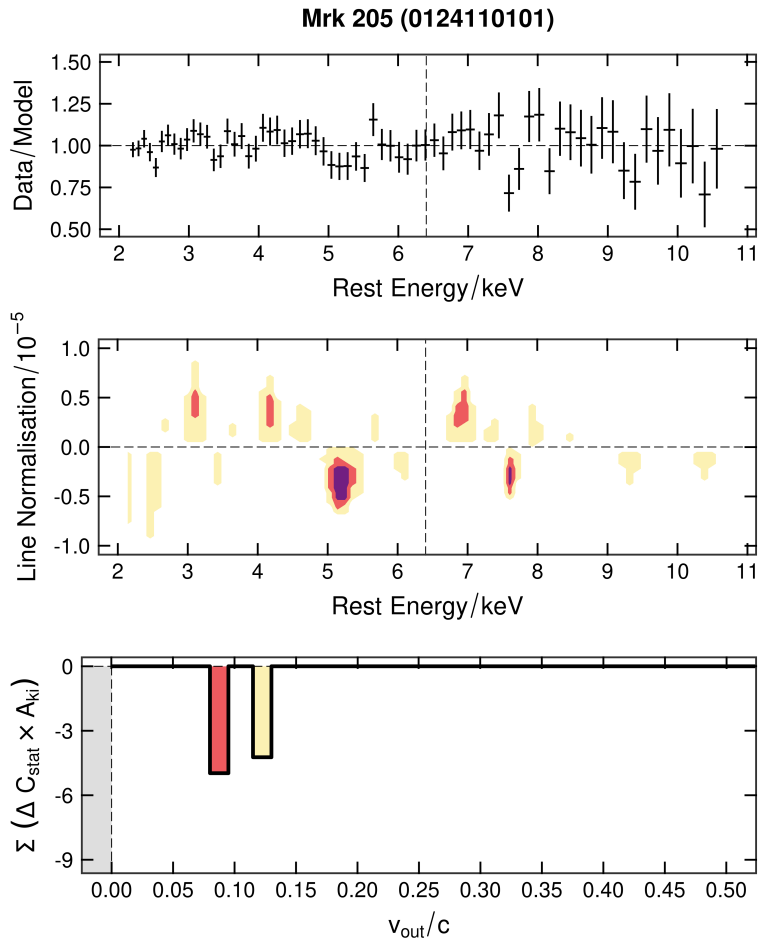 Mrk 205 (0124110101)
1.50
1.25
1.00
0.75
0.50
Data/Model
2 3 4 5 6 7 8 9 10 11
Rest Energy/keV
1.0
0.5
0.0
-0.5
-1.0
Line Normalisation/10⁻⁵
2 3 4 5 6 7 8 9 10 11
Rest Energy/keV
0
-3
-6
-9
Σ (Δ C_stat × A_ki)
0.00 0.05 0.10 0.15 0.20 0.25 0.30 0.35 0.40 0.45 0.50
v_out/c